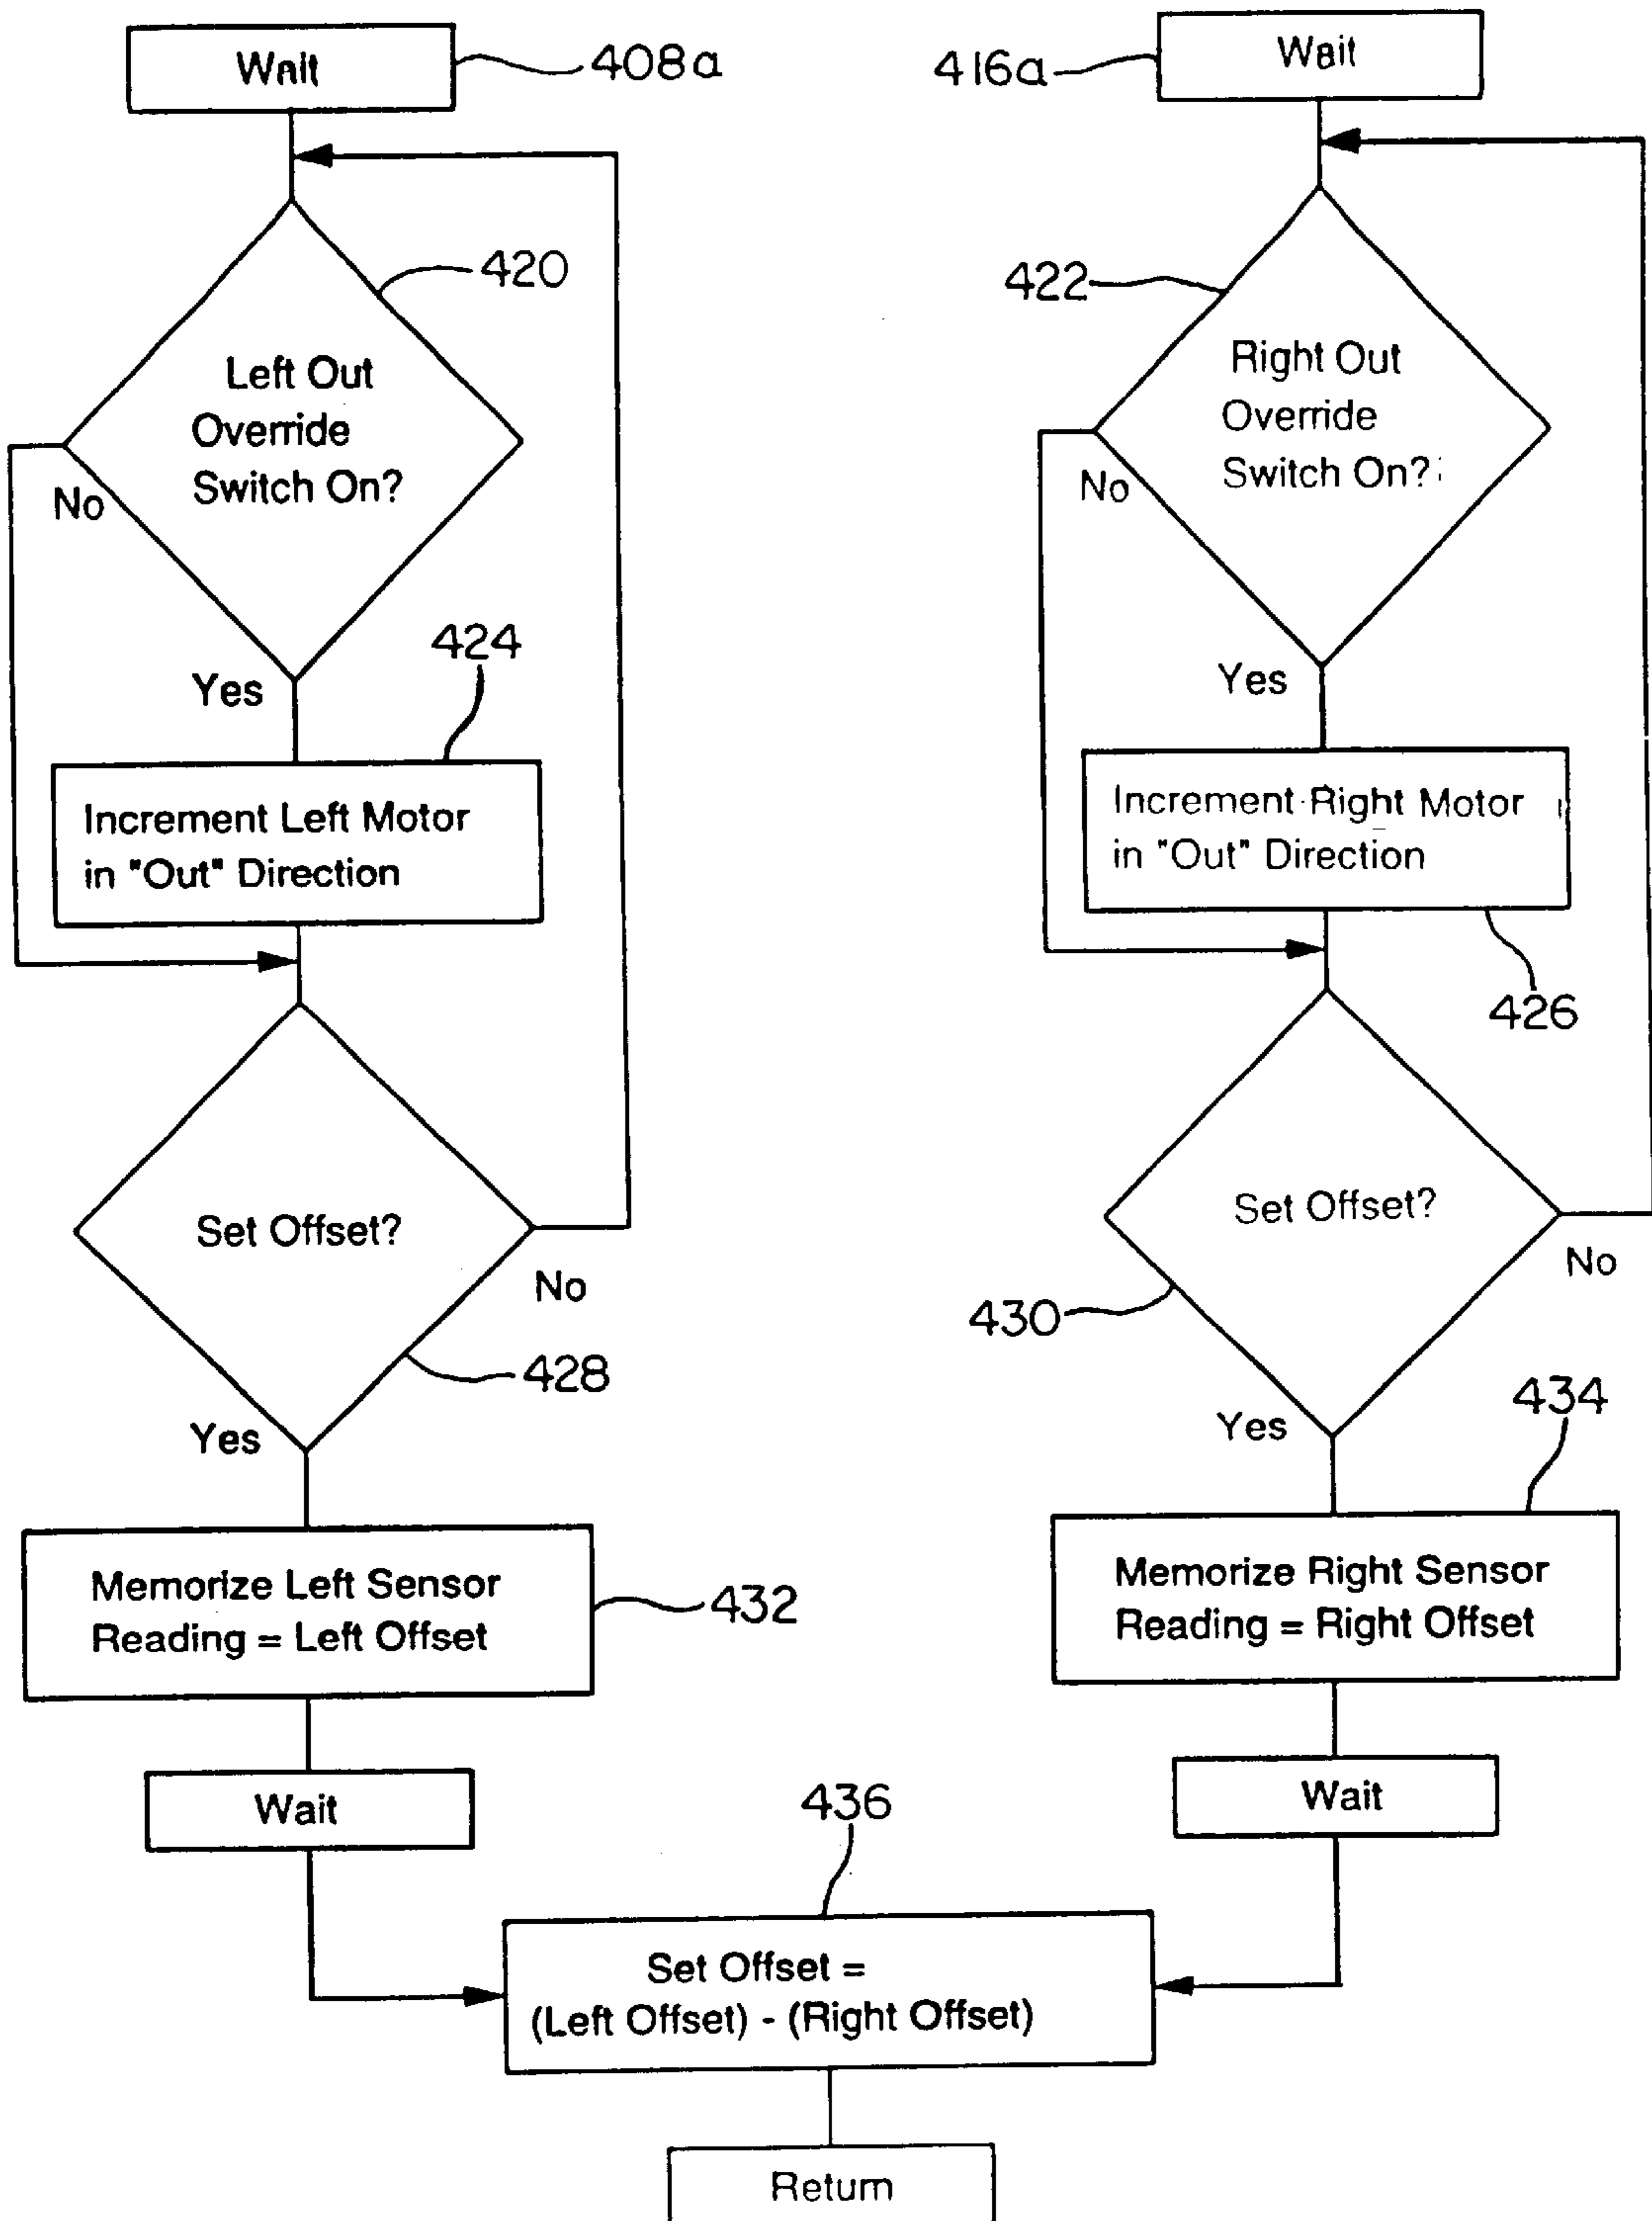 Wait
408a
420
Left Out
Override
Switch On?
No
Yes
424
Increment Left Motor
in "Out" Direction
Set Offset?
No
428
Yes
Memorize Left Sensor
Reading = Left Offset
432
Wait
416a
Wait
422
Right Out
Override
Switch On?
No
Yes
Increment Right Motor
in "Out" Direction
426
Set Offset?
No
430
Yes
434
Memorize Right Sensor
Reading = Right Offset
Wait
436
Set Offset =
(Left Offset) - (Right Offset)
Return